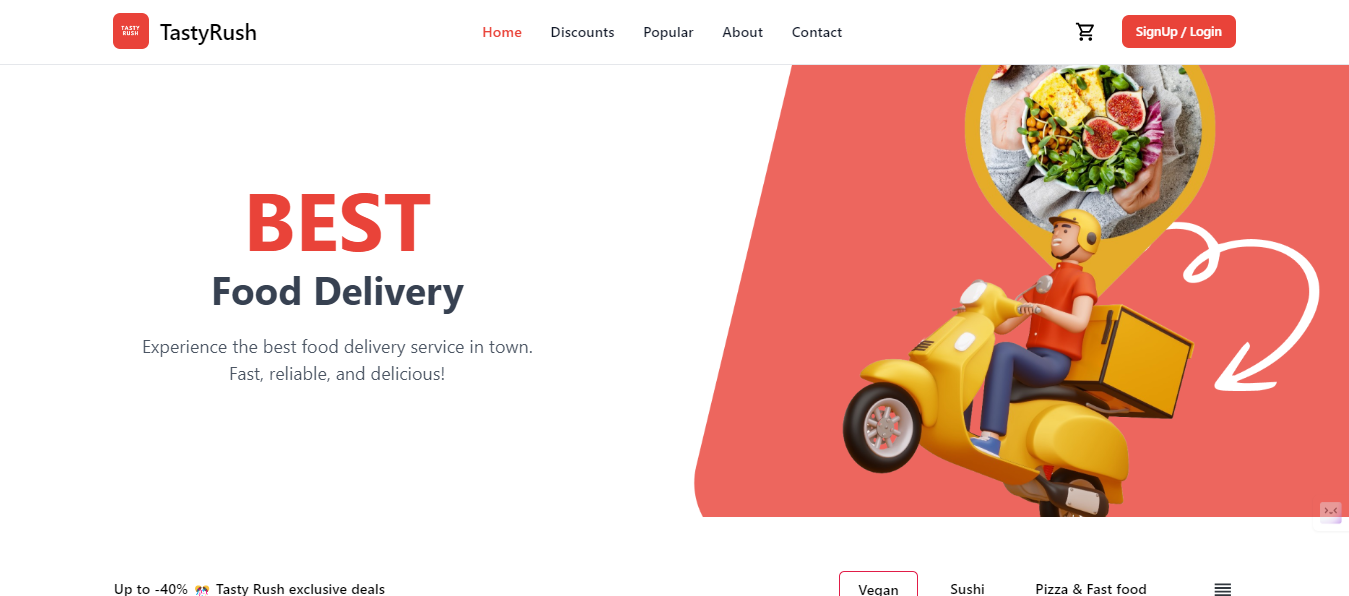 TASTY
RUSH
TastyRush
Home
Discounts
Popular
About
Contact
SignUp / Login
BEST
Food Delivery
Experience the best food delivery service in town.
Fast, reliable, and delicious!
Up to -40% 🎊 Tasty Rush exclusive deals
Vegan
Sushi
Pizza & Fast food